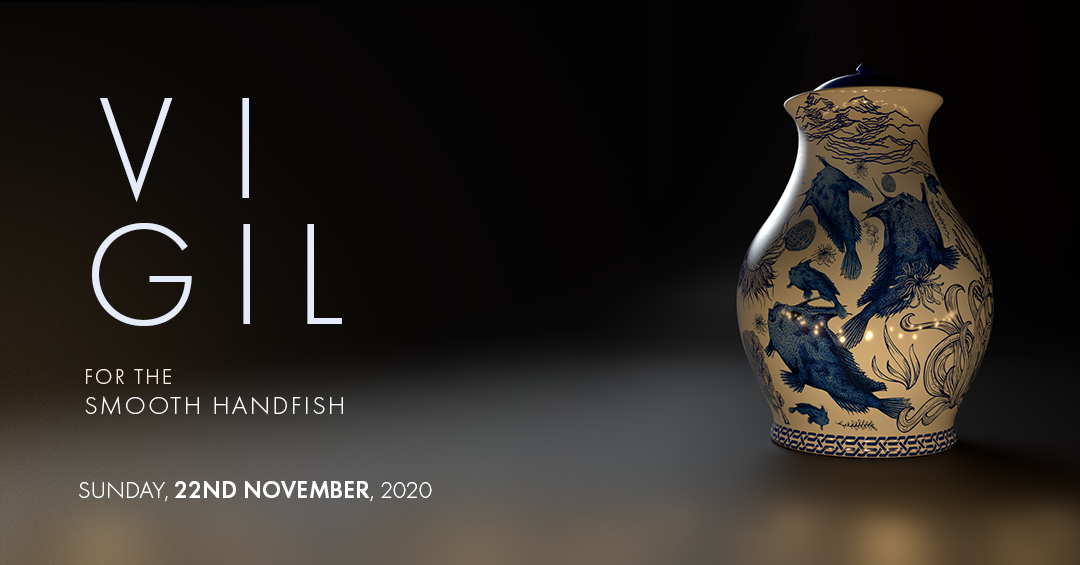 VI
GIL
FOR THE
SMOOTH HANDFISH
SUNDAY, 22ND NOVEMBER, 2020